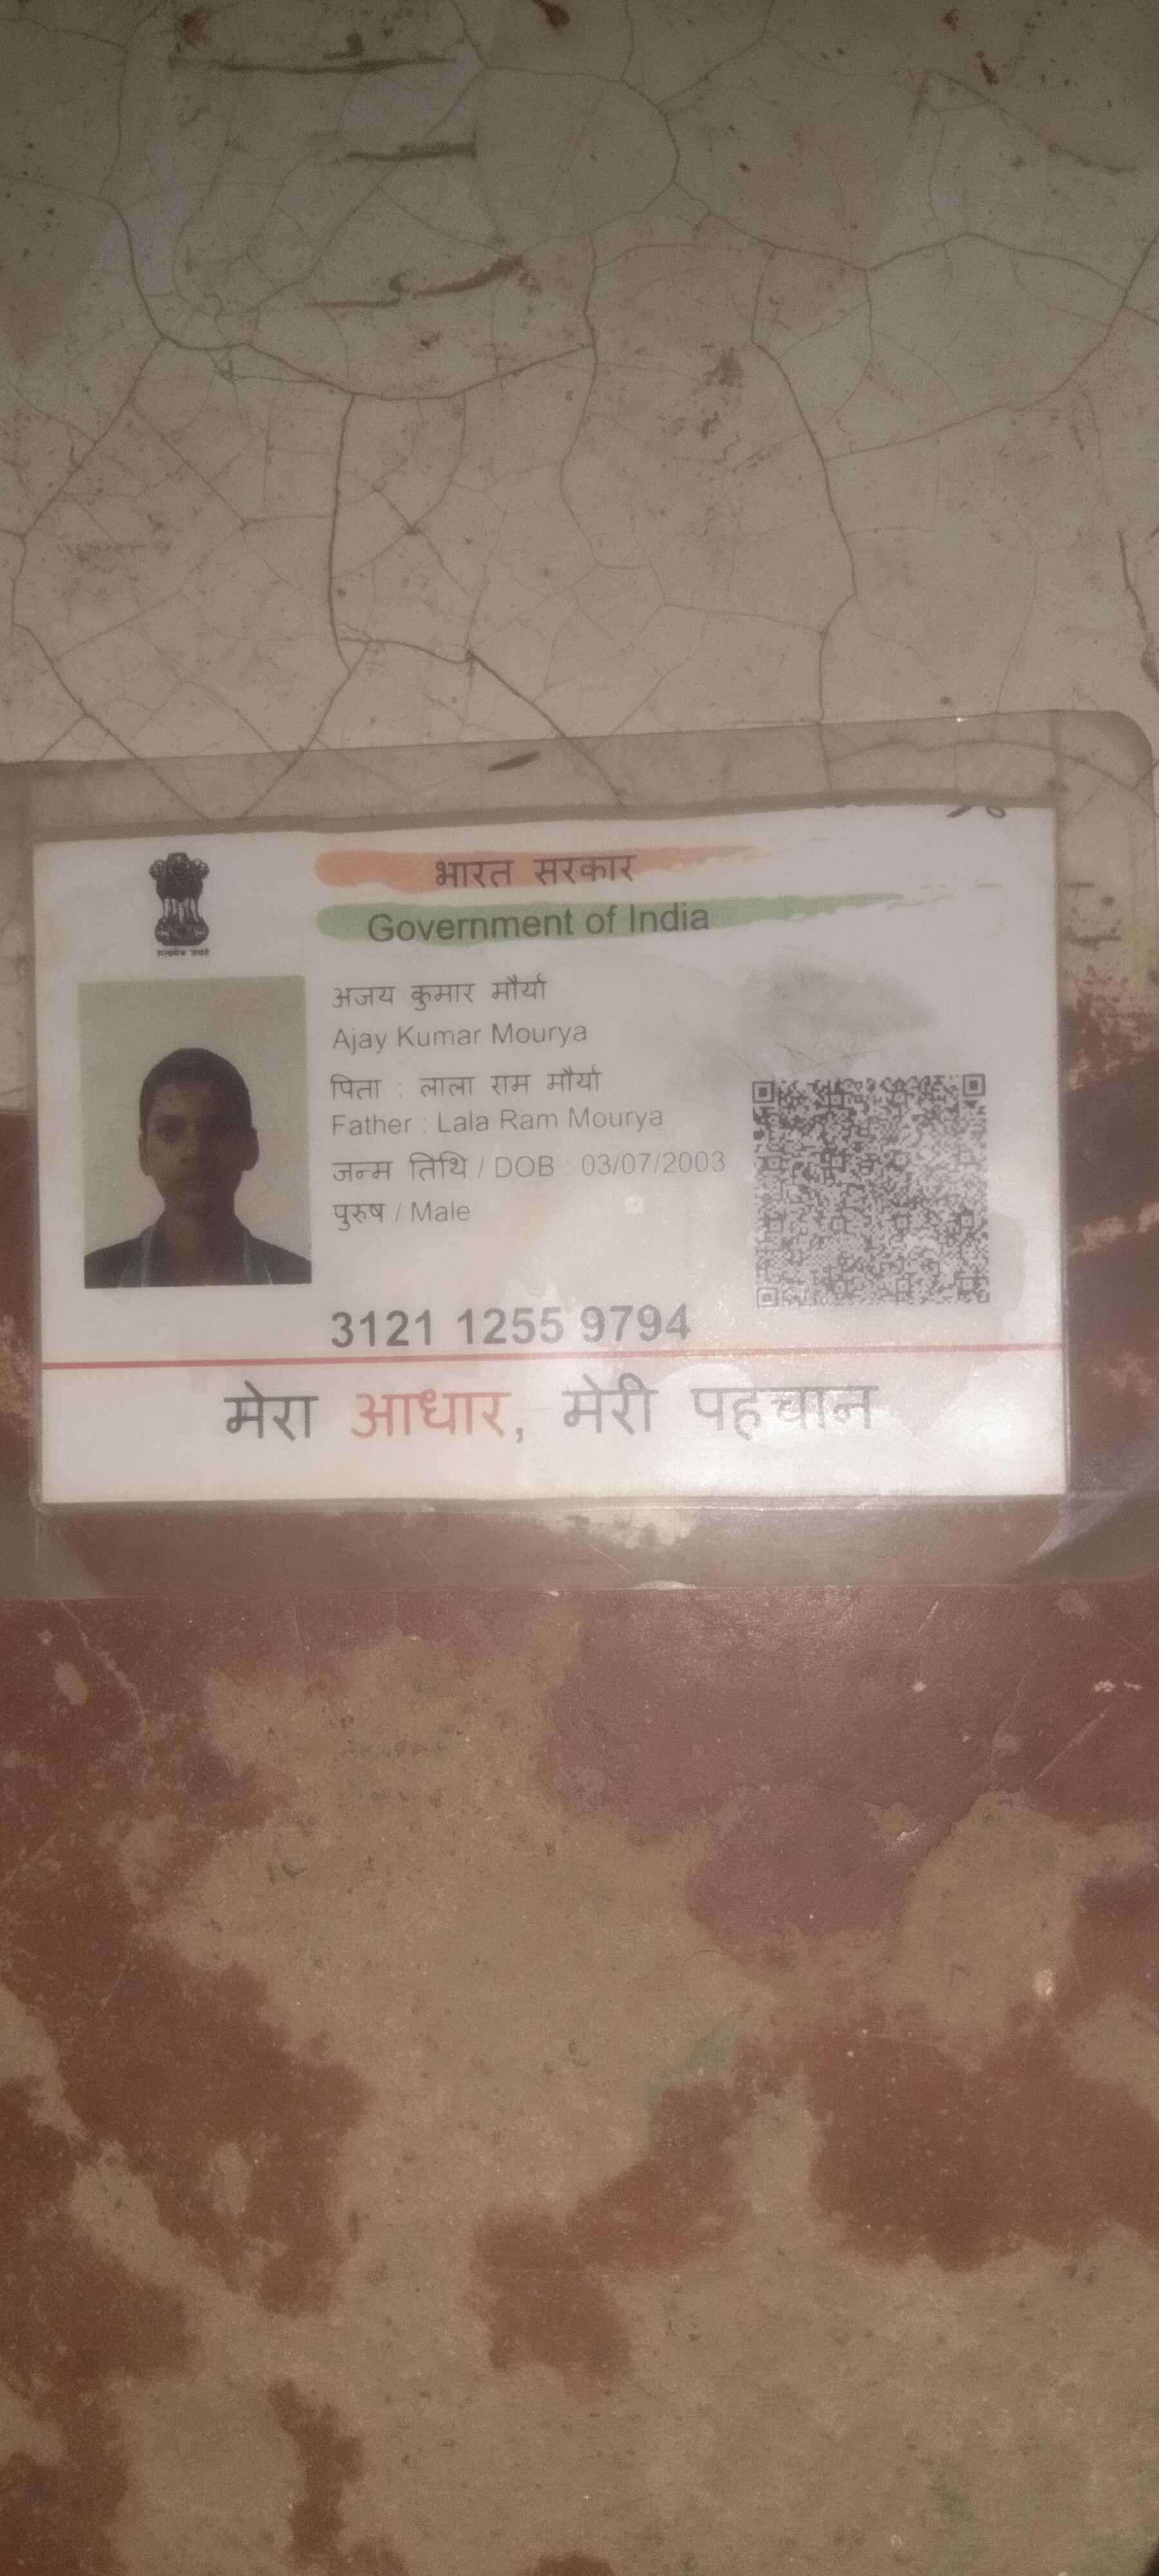 भारत सरकार
Government of India
सत्यमेव जयते
अजय कुमार मौर्या
Ajay Kumar Mourya
पिता : लाला राम मौर्या
Father : Lala Ram Mourya
जन्म तिथि / DOB : 03/07/2003
पुरुष / Male
3121 1255 9794
मेरा आधार, मेरी पहचान